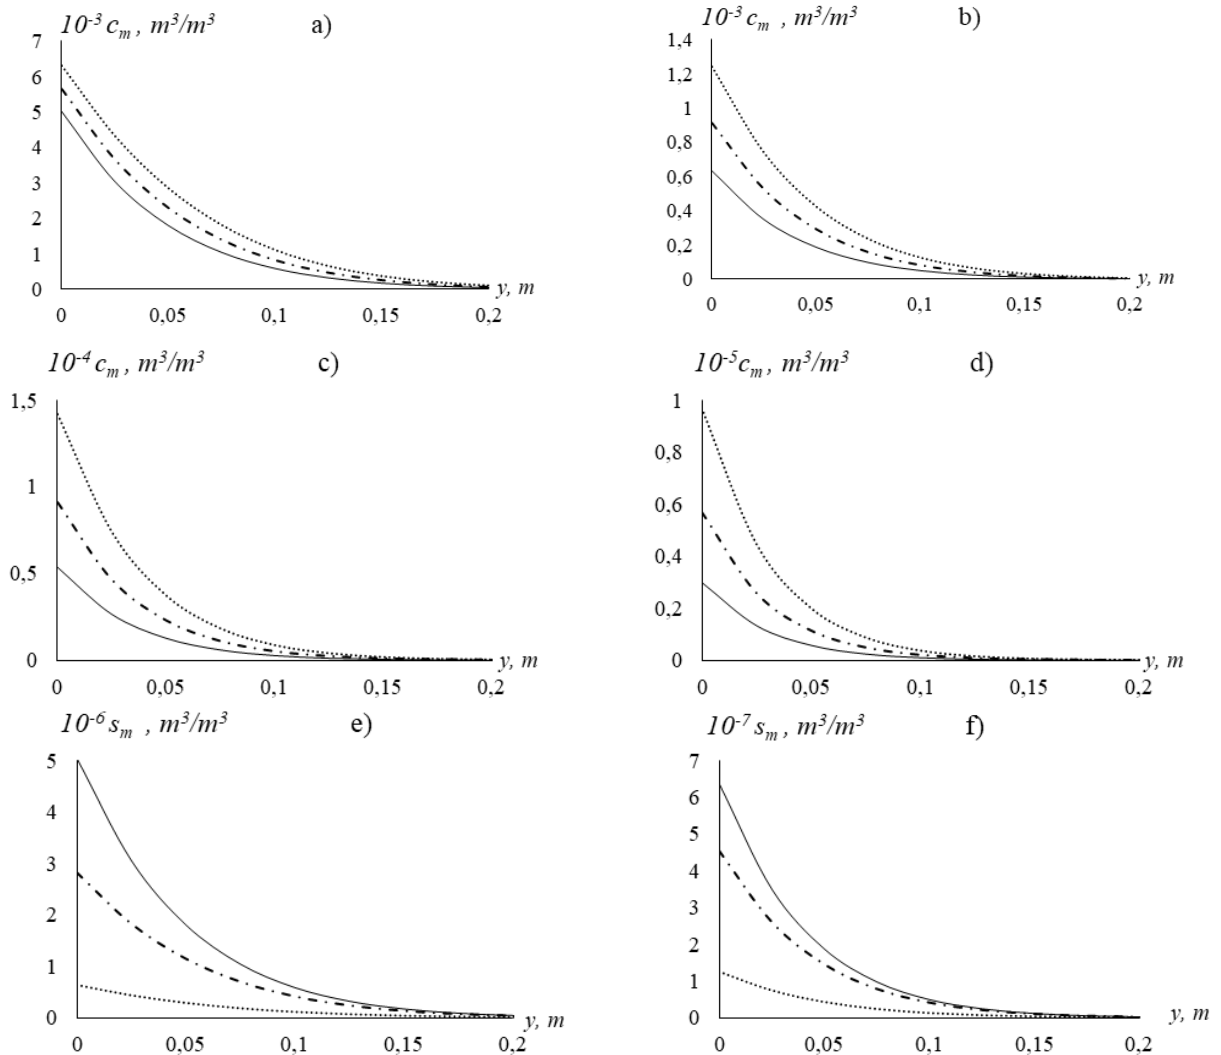 10⁻³ cₘ , m³/m³ a)
7
6
5
4
3
2
1
0
0 0,05 0,1 0,15 0,2
y, m
10⁻³ cₘ , m³/m³ b)
1,4
1,2
1
0,8
0,6
0,4
0,2
0
0 0,05 0,1 0,15 0,2
y, m
10⁻⁴ cₘ , m³/m³ c)
1,5
1
0,5
0
0 0,05 0,1 0,15 0,2
y, m
10⁻⁵cₘ , m³/m³ d)
1
0,8
0,6
0,4
0,2
0
0 0,05 0,1 0,15 0,2
y, m
10⁻⁶ sₘ , m³/m³ e)
5
4
3
2
1
0
0 0,05 0,1 0,15 0,2
y, m
10⁻⁷ sₘ , m³/m³ f)
7
6
5
4
3
2
1
0
0 0,05 0,1 0,15 0,2
y, m